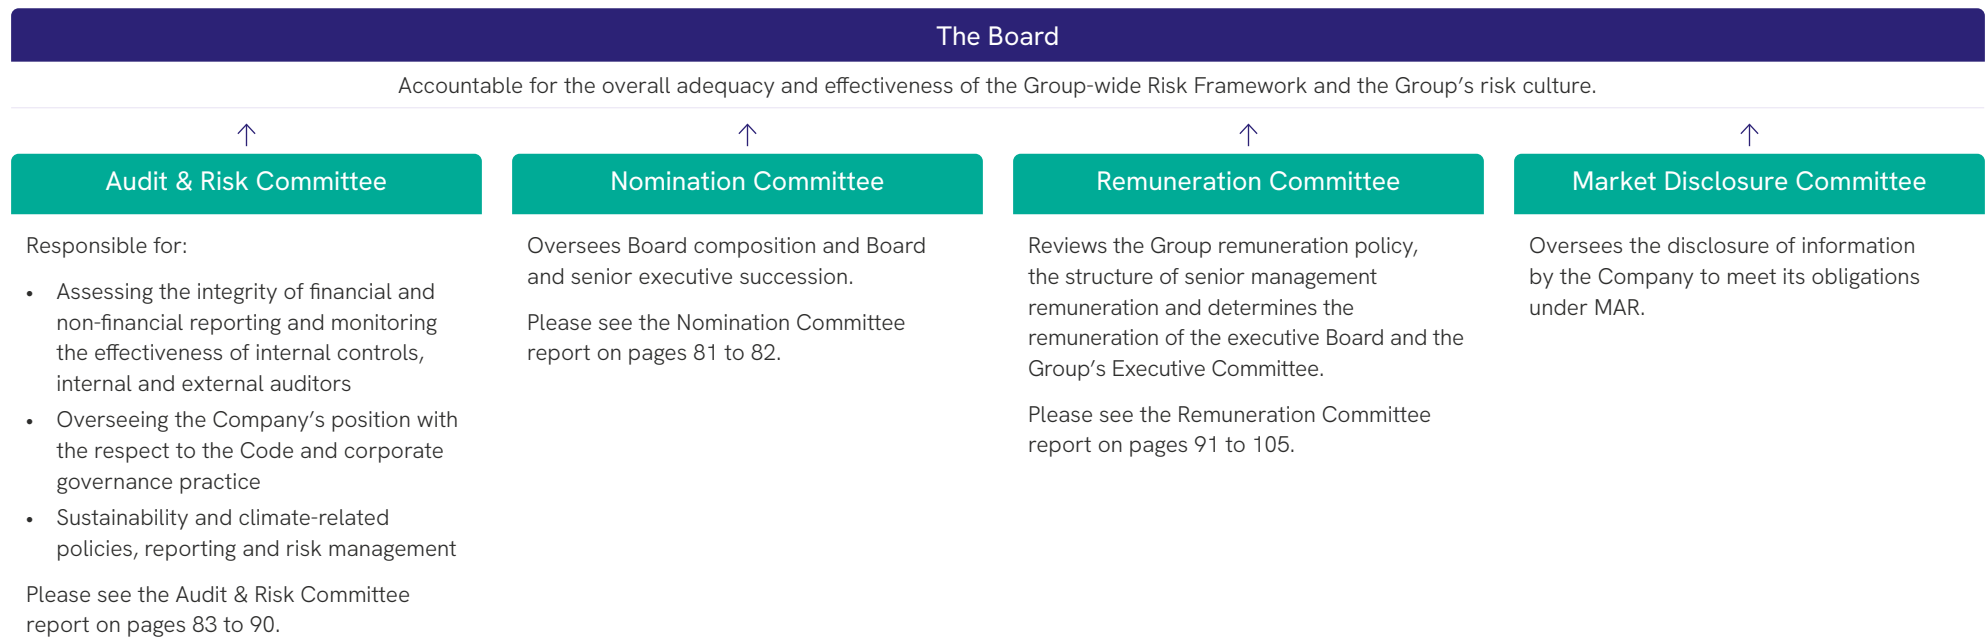 The Board
Accountable for the overall adequacy and effectiveness of the Group-wide Risk Framework and the Group’s risk culture.
Audit & Risk Committee
Responsible for:
• Assessing the integrity of financial and
non-financial reporting and monitoring
the effectiveness of internal controls,
internal and external auditors
• Overseeing the Company’s position with
the respect to the Code and corporate
governance practice
• Sustainability and climate-related
policies, reporting and risk management
Please see the Audit & Risk Committee
report on pages 83 to 90.
Nomination Committee
Oversees Board composition and Board
and senior executive succession.
Please see the Nomination Committee
report on pages 81 to 82.
Remuneration Committee
Reviews the Group remuneration policy,
the structure of senior management
remuneration and determines the
remuneration of the executive Board and the
Group’s Executive Committee.
Please see the Remuneration Committee
report on pages 91 to 105.
Market Disclosure Committee
Oversees the disclosure of information
by the Company to meet its obligations
under MAR.